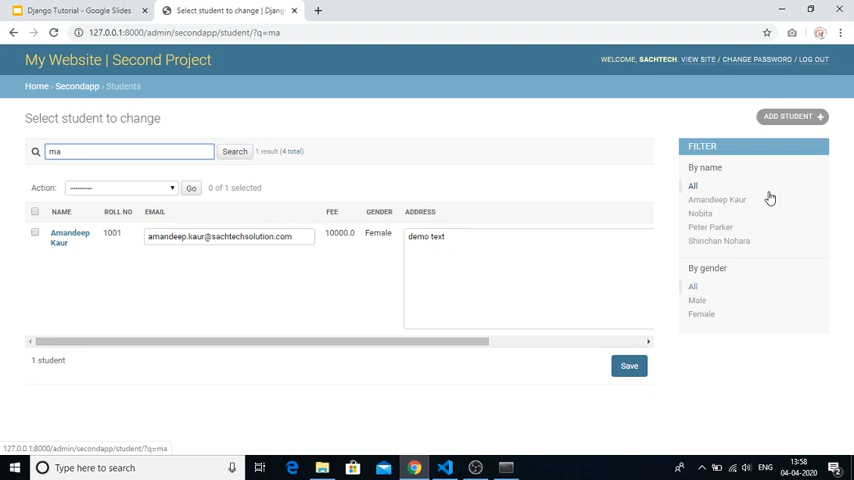 Django Tutorial - Google Slides
Select student to change | Djang
127.0.0.1:8000/admin/secondapp/student/?q=ma
My Website | Second Project
WELCOME, SACHTECH. VIEW SITE / CHANGE PASSWORD / LOG OUT
Home › Secondapp › Students
Select student to change
ADD STUDENT +
ma
Search
1 result (4 total)
FILTER
By name
All
Amandeep Kaur
Nobita
Peter Parker
Shinchan Nohara
By gender
All
Male
Female
Action:
---------
Go
0 of 1 selected
NAME ROLL NO EMAIL FEE GENDER ADDRESS
Amandeep Kaur 1001 amandeep.kaur@sachtechsolution.com 10000.0 Female demo text
1 student
Save
127.0.0.1:8000/admin/secondapp/student/?q=ma
Type here to search
ENG
13:58
04-04-2020
2